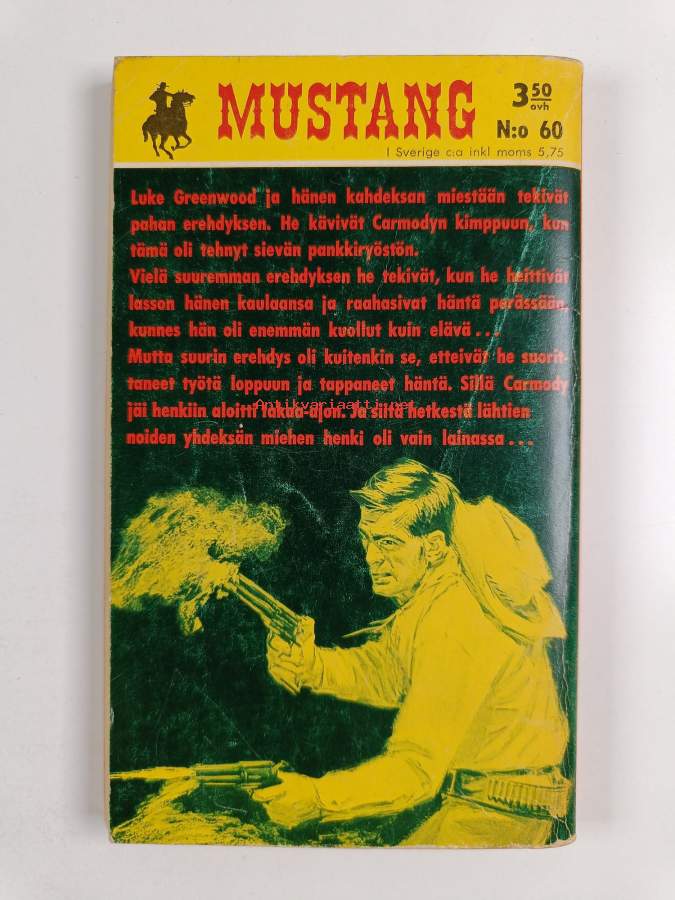 MUSTANG
3 50
ovh
N:o 60
I Sverige c:a inkl moms 5,75
Luke Greenwood ja hänen kahdeksan miestään tekivät
pahan erehdyksen. He kävivät Carmodyn kimppuun, kun
tämä oli tehnyt sievän pankkiryöstön.
Vielä suuremman erehdyksen he tekivät, kun he heittivät
lasson hänen kaulaansa ja raahasivat häntä perässään,
kunnes hän oli enemmän kuollut kuin elävä...
Mutta suurin erehdys oli kuitenkin se, etteivät he suorit-
taneet työtä loppuun ja tappaneet häntä. Sillä Carmody
jäi henkiin aloitti takaa-ajon. Ja siitä hetkestä lähtien
Antikvariaatti.net
noiden yhdeksän miehen henki oli vain lainassa...